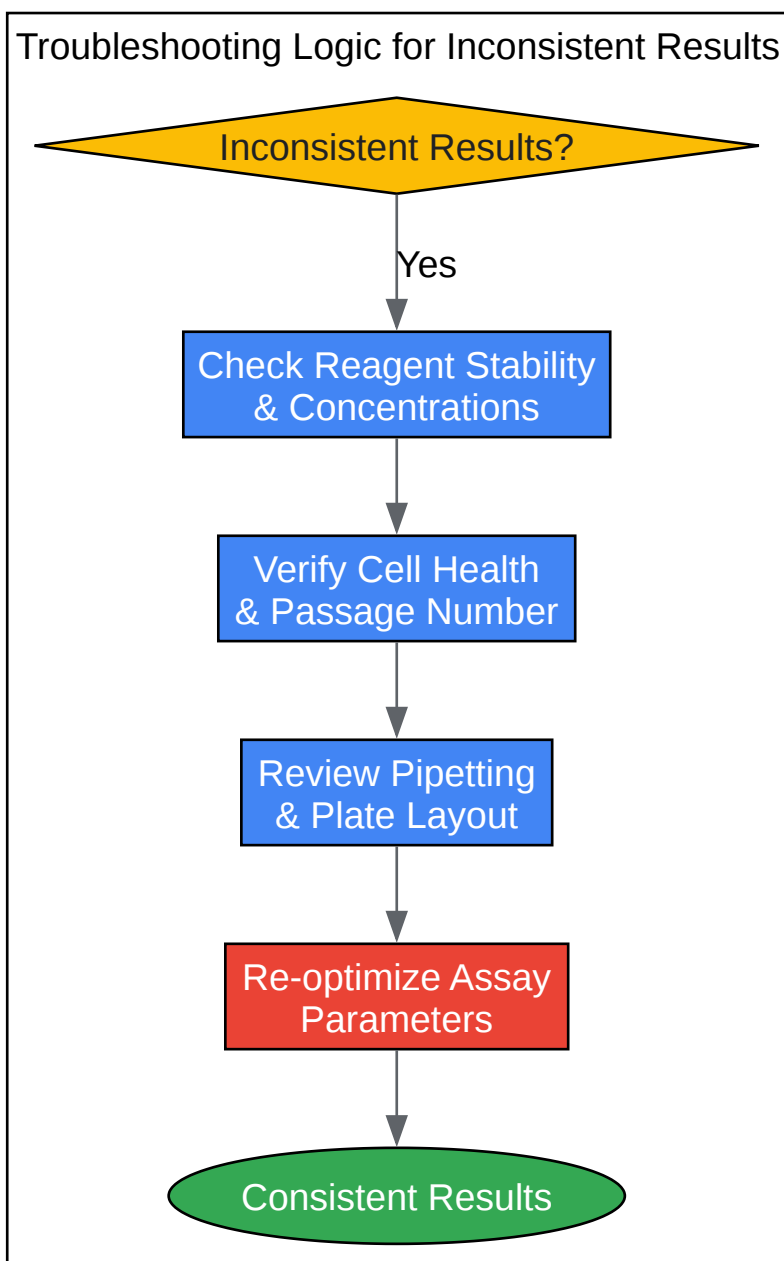 Troubleshooting Logic for Inconsistent Results
Inconsistent Results?
Yes
Check Reagent Stability
& Concentrations
Verify Cell Health
& Passage Number
Review Pipetting
& Plate Layout
Re-optimize Assay
Parameters
Consistent Results